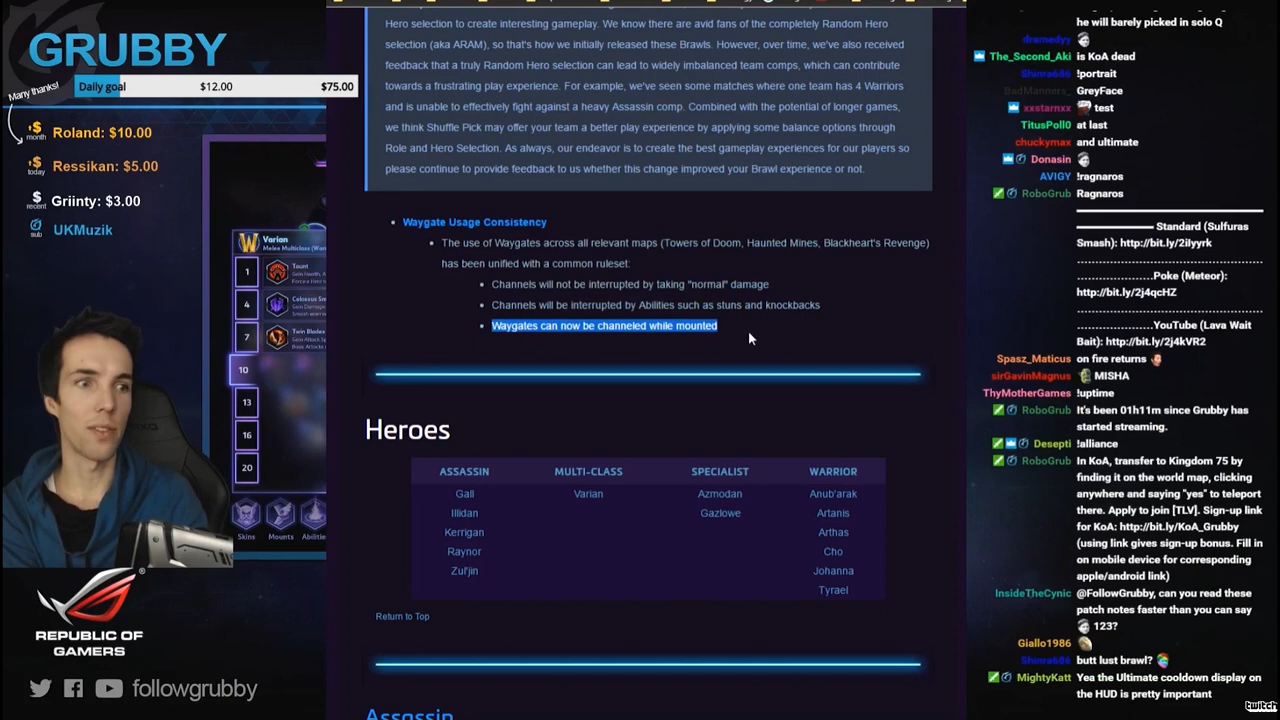 GRUBBY
Many thanks!
Daily goal
$12.00
$75.00
$ month
Roland: $10.00
$ today
Ressikan: $5.00
$ recent
Griinty: $3.00
sub
UKMuzik
Varian
Taunt
1
4
7
Twin Blades
10
13
16
20
Skins
Mounts
REPUBLIC OF
GAMERS
followgrubby
Hero selection to create interesting gameplay. We know there are avid fans of the completely Random Hero
selection (aka ARAM), so that's how we initially released these Brawls. However, over time, we've also received
feedback that a truly Random Hero selection can lead to widely imbalanced team comps, which can contribute
towards a frustrating play experience. For example, we've seen some matches where one team has 4 Warriors
and is unable to effectively fight against a heavy Assassin comp. Combined with the potential of longer games,
we think Shuffle Pick may offer your team a better play experience by applying some balance options through
Role and Hero Selection. As always, our endeavor is to create the best gameplay experiences for our players so
please continue to provide feedback to us whether this change improved your Brawl experience or not.
Waygate Usage Consistency
The use of Waygates across all relevant maps (Towers of Doom, Haunted Mines, Blackheart's Revenge)
has been unified with a common ruleset:
Channels will not be interrupted by taking "normal" damage
Channels will be interrupted by Abilities such as stuns and knockbacks
Waygates can now be channeled while mounted
Heroes
ASSASSIN MULTI-CLASS SPECIALIST WARRIOR
Gall Varian Azmodan Anub'arak
Illidan Gazlowe Artanis
Kerrigan Arthas
Raynor Cho
Zul'jin Johanna
Tyrael
Return to Top
Assassin
he will barely picked in solo Q
dramedyy
The_Second_Aki is KoA dead
Shinra686 !portrait
BadManners_ GreyFace
xxstarnxx test
TitusPoll0 at last
chuckymax and ultimate
Donasin
AVIGY !ragnaros
RoboGrub Ragnaros
Standard (Sulfuras
Smash): http://bit.ly/2iIyyrk
Poke (Meteor):
http://bit.ly/2j4qcHZ
YouTube (Lava Wait
Bait): http://bit.ly/2j4kVR2
Spasz_Maticus on fire returns
sirGavinMagnus MISHA
ThyMotherGames !uptime
RoboGrub It's been 01h11m since Grubby has
started streaming.
Desepti !alliance
RoboGrub In KoA, transfer to Kingdom 75 by
finding it on the world map, clicking
anywhere and saying "yes" to teleport
there. Apply to join [TLV]. Sign-up link
for KoA: http://bit.ly/KoA_Grubby
(using link gives sign-up bonus. Fill in
on mobile device for corresponding
apple/android link)
InsideTheCynic @FollowGrubby, can you read these
patch notes faster than you can say
123?
Giallo1986
Shinra686 butt lust brawl?
MightyKatt Yea the Ultimate cooldown display on
the HUD is pretty important
twitch